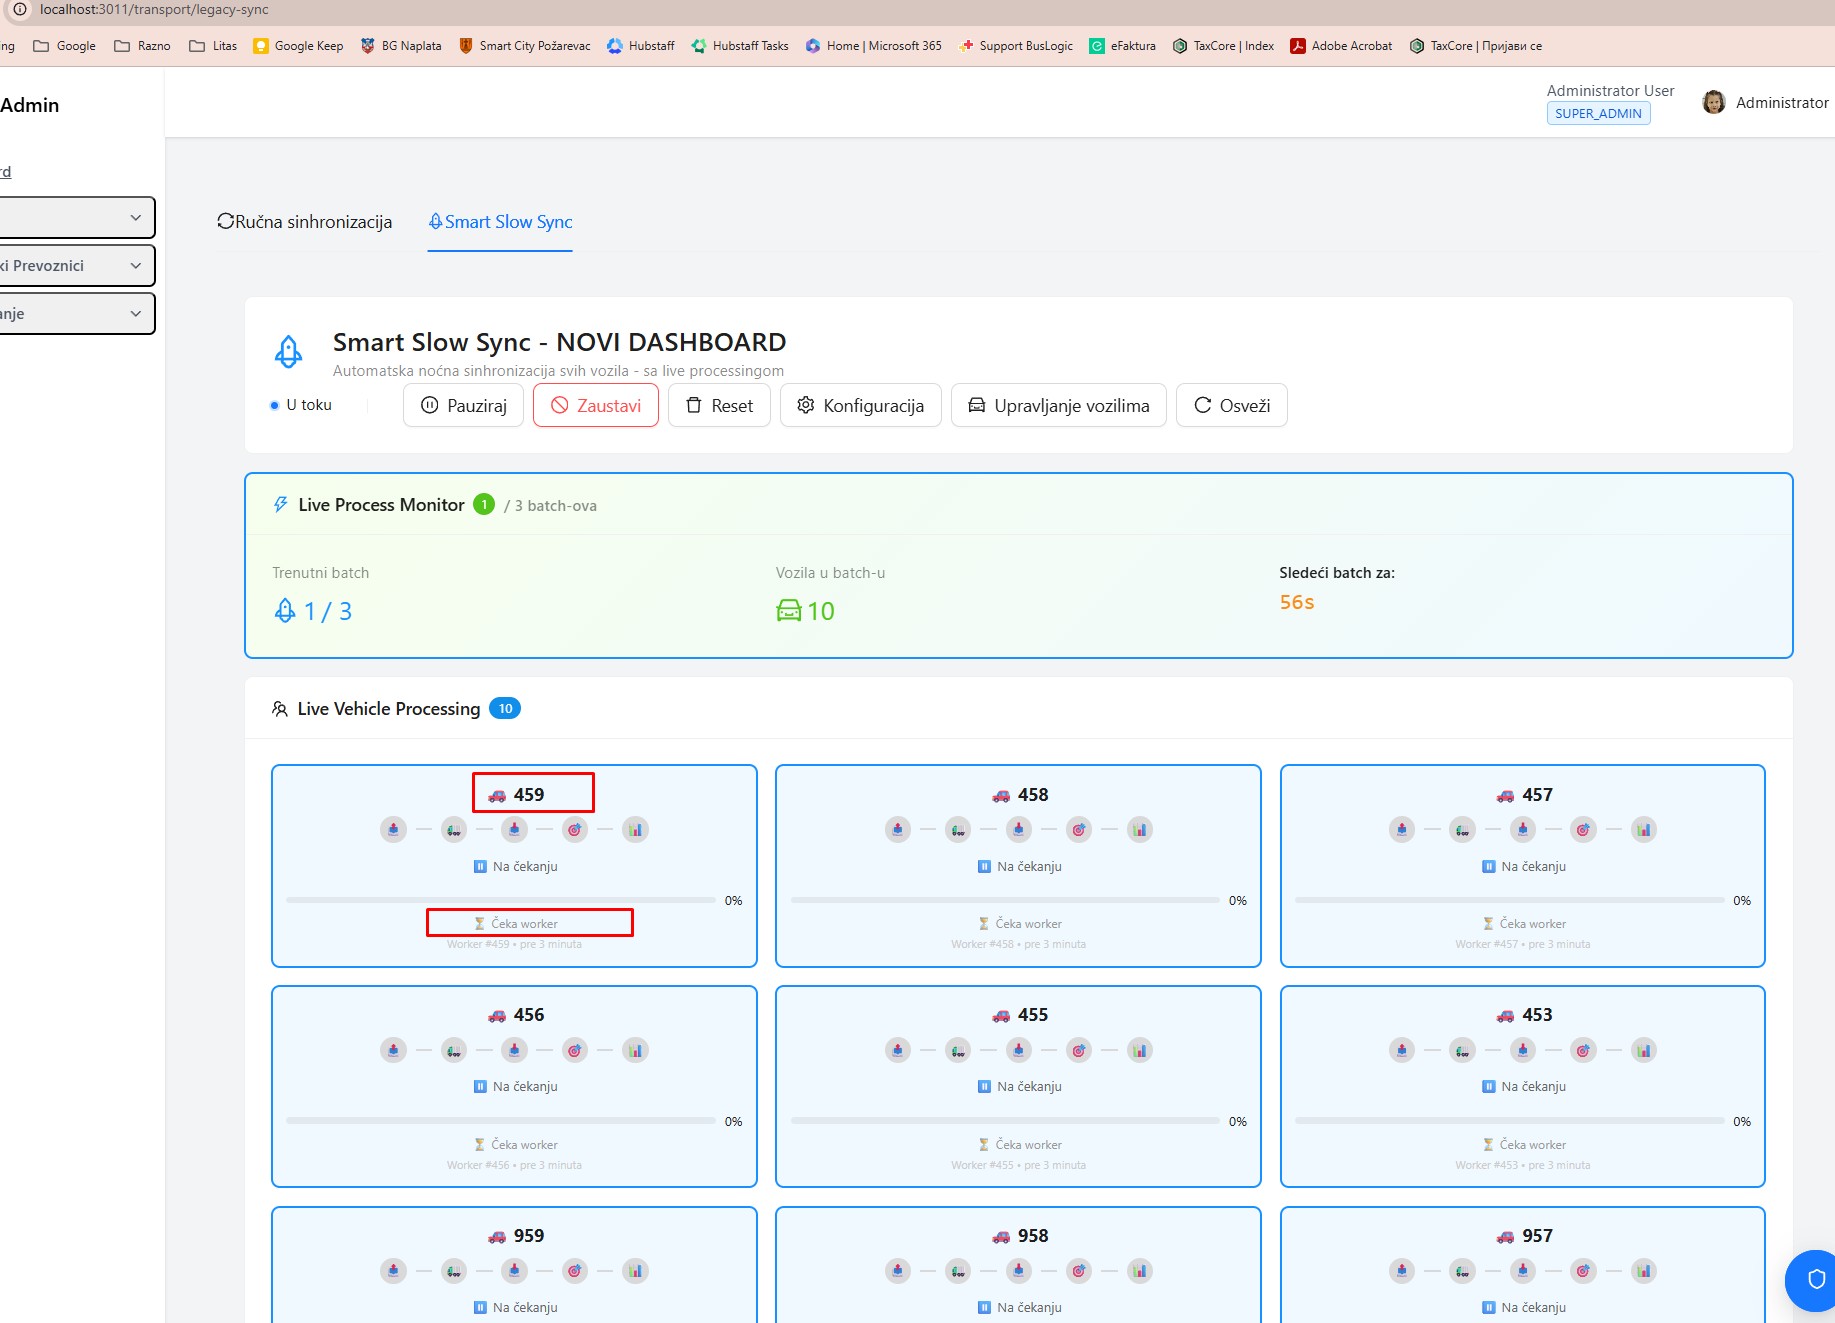 localhost:3011/transport/legacy-sync
ng Google Razno Litas Google Keep BG Naplata Smart City Požarevac Hubstaff Hubstaff Tasks Home | Microsoft 365 Support BusLogic eFaktura TaxCore | Index Adobe Acrobat TaxCore | Пријави се
Admin
Administrator User
SUPER_ADMIN
Administrator
rd
ki Prevoznici
anje
Ručna sinhronizacija Smart Slow Sync
Smart Slow Sync - NOVI DASHBOARD
Automatska noćna sinhronizacija svih vozila - sa live processingom
U toku Pauziraj Zaustavi Reset Konfiguracija Upravljanje vozilima Osveži
Live Process Monitor 1 / 3 batch-ova
Trenutni batch Vozila u batch-u Sledeći batch za:
1 / 3 10 56s
Live Vehicle Processing 10
459 458 457
Na čekanju Na čekanju Na čekanju
0% 0% 0%
Čeka worker Čeka worker Čeka worker
Worker #459 • pre 3 minuta Worker #458 • pre 3 minuta Worker #457 • pre 3 minuta
456 455 453
Na čekanju Na čekanju Na čekanju
0% 0% 0%
Čeka worker Čeka worker Čeka worker
Worker #456 • pre 3 minuta Worker #455 • pre 3 minuta Worker #453 • pre 3 minuta
959 958 957
Na čekanju Na čekanju Na čekanju